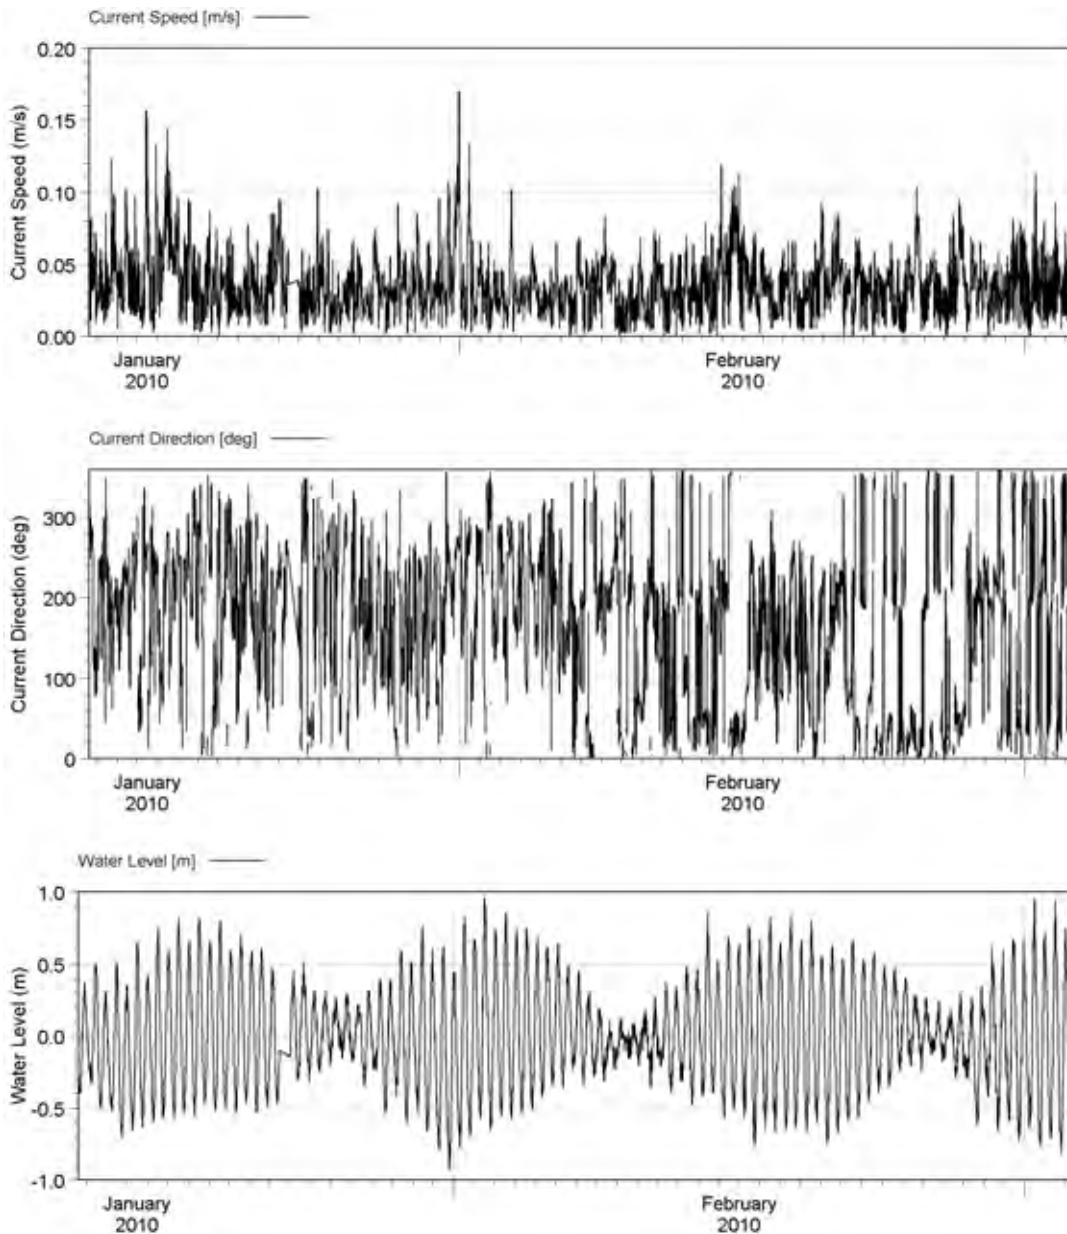 Current Speed [m/s]
0.20
0.15
0.10
0.05
0.00
Current Speed (m/s)
January
2010
February
2010
Current Direction [deg]
300
200
100
0
Current Direction (deg)
January
2010
February
2010
Water Level [m]
1.0
0.5
0.0
-0.5
-1.0
Water Level (m)
January
2010
February
2010